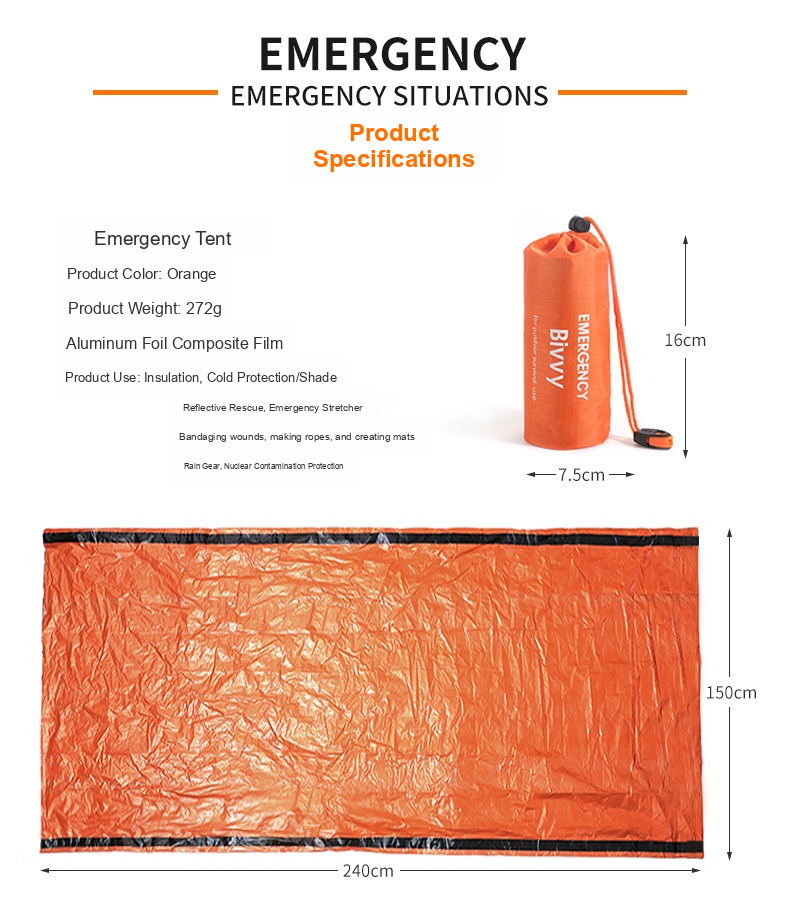 EMERGENCY
EMERGENCY SITUATIONS
Product
Specifications
Emergency Tent
Product Color: Orange
Product Weight: 272g
Aluminum Foil Composite Film
Product Use: Insulation, Cold Protection/Shade
Reflective Rescue, Emergency Stretcher
Bandaging wounds, making ropes, and creating mats
Rain Gear, Nuclear Contamination Protection
EMERGENCY
Bivvy
for outdoor survival use
16cm
7.5cm
150cm
240cm